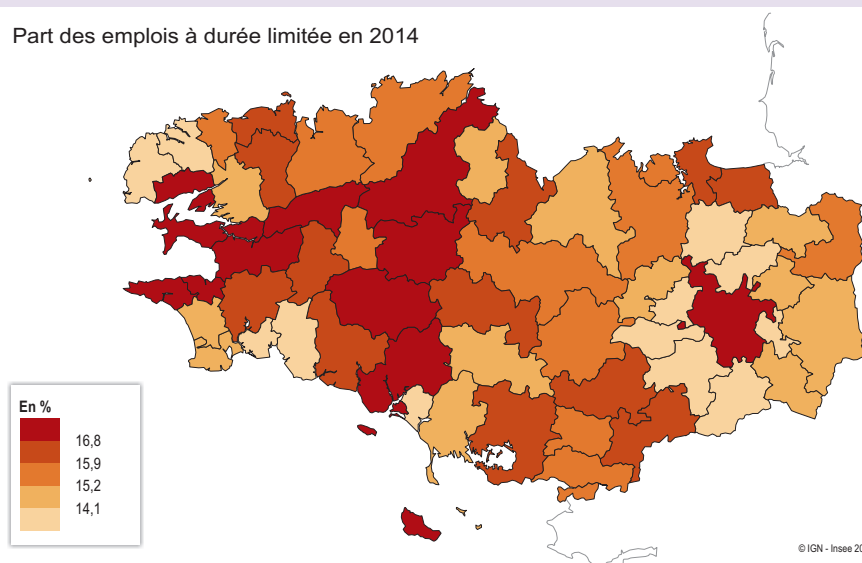 Part des emplois à durée limitée en 2014
En %
16,8
15,9
15,2
14,1
© IGN - Insee 20